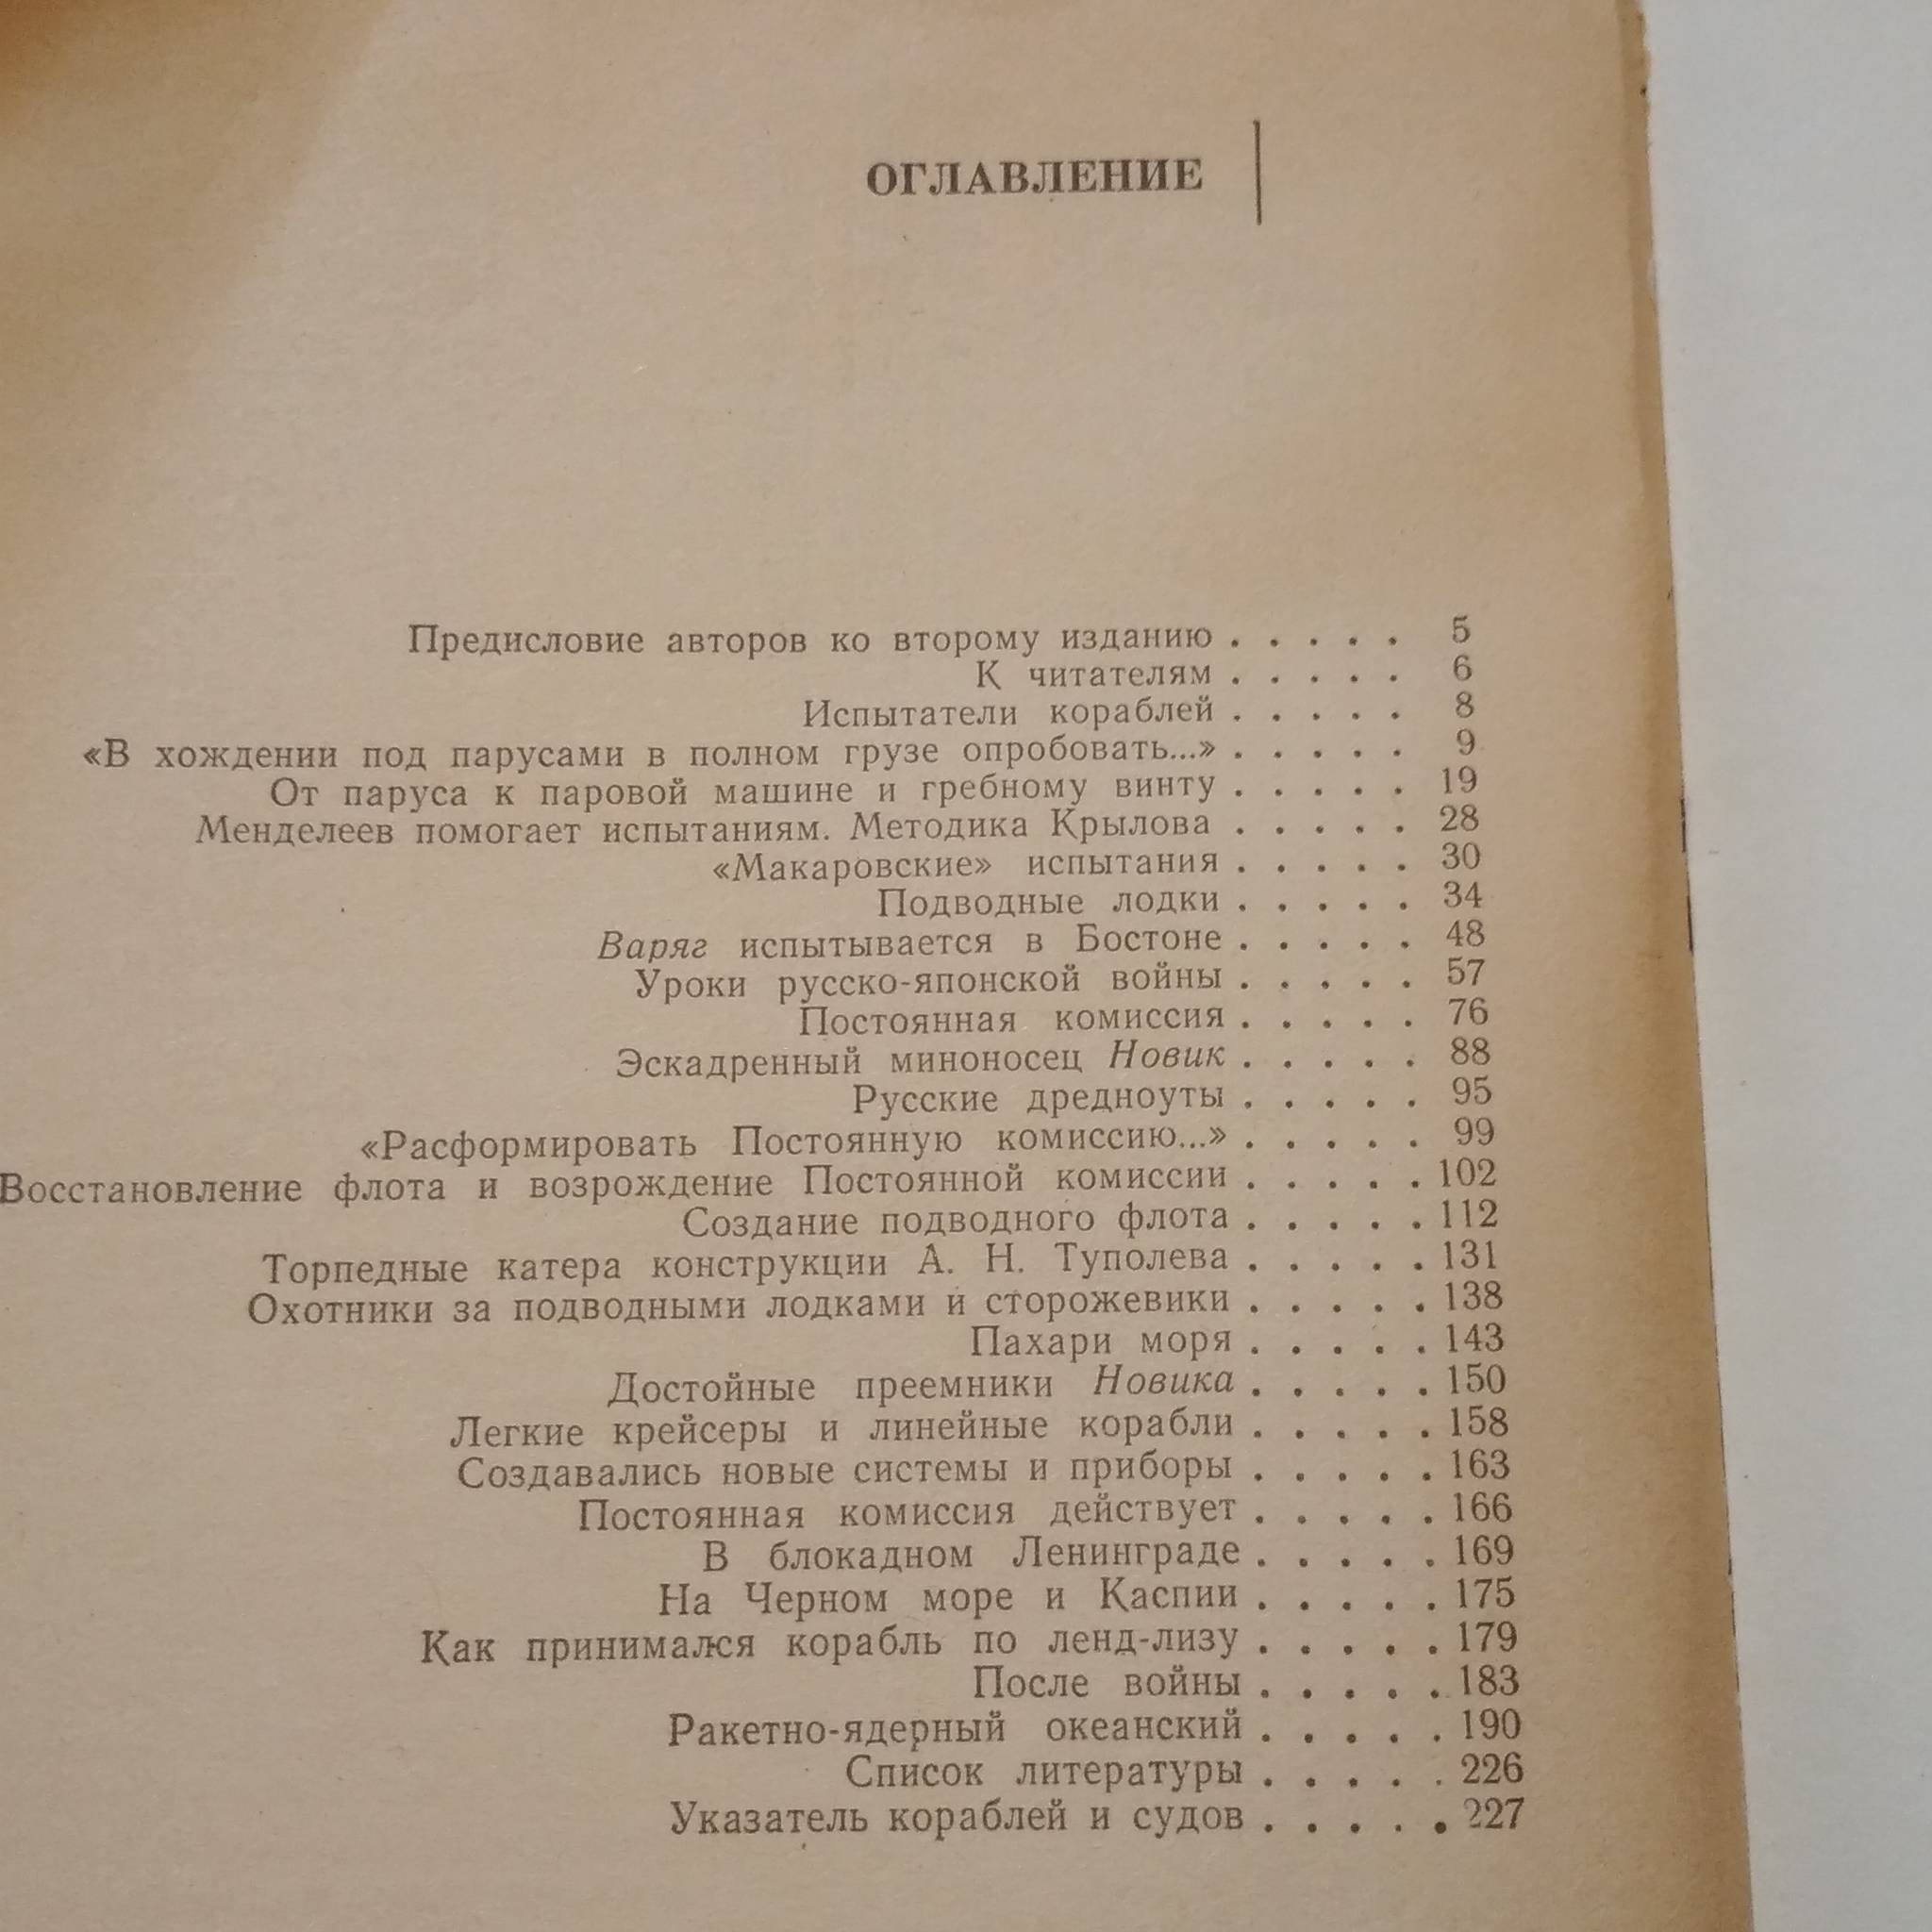 ОГЛАВЛЕНИЕ
Предисловие авторов ко второму изданию . . . . . 5
К читателям . . . . . 6
Испытатели кораблей . . . . . 8
«В хождении под парусами в полном грузе опробовать...» . . . . . 9
От паруса к паровой машине и гребному винту . . . . . 19
Менделеев помогает испытаниям. Методика Крылова . . . . . 28
«Макаровские» испытания . . . . . 30
Подводные лодки . . . . . 34
Варяг испытывается в Бостоне . . . . . 48
Уроки русско-японской войны . . . . . 57
Постоянная комиссия . . . . . 76
Эскадренный миноносец Новик . . . . . 88
Русские дредноуты . . . . . 95
«Расформировать Постоянную комиссию...» . . . . . 99
Восстановление флота и возрождение Постоянной комиссии . . . . . 102
Создание подводного флота . . . . . 112
Торпедные катера конструкции А. Н. Туполева . . . . . 131
Охотники за подводными лодками и сторожевики . . . . . 138
Пахари моря . . . . . 143
Достойные преемники Новика . . . . . 150
Легкие крейсеры и линейные корабли . . . . . 158
Создавались новые системы и приборы . . . . . 163
Постоянная комиссия действует . . . . . 166
В блокадном Ленинграде . . . . . 169
На Черном море и Каспии . . . . . 175
Как принимался корабль по ленд-лизу . . . . . 179
После войны . . . . . 183
Ракетно-ядерный океанский . . . . . 190
Список литературы . . . . . 226
Указатель кораблей и судов . . . . . 227